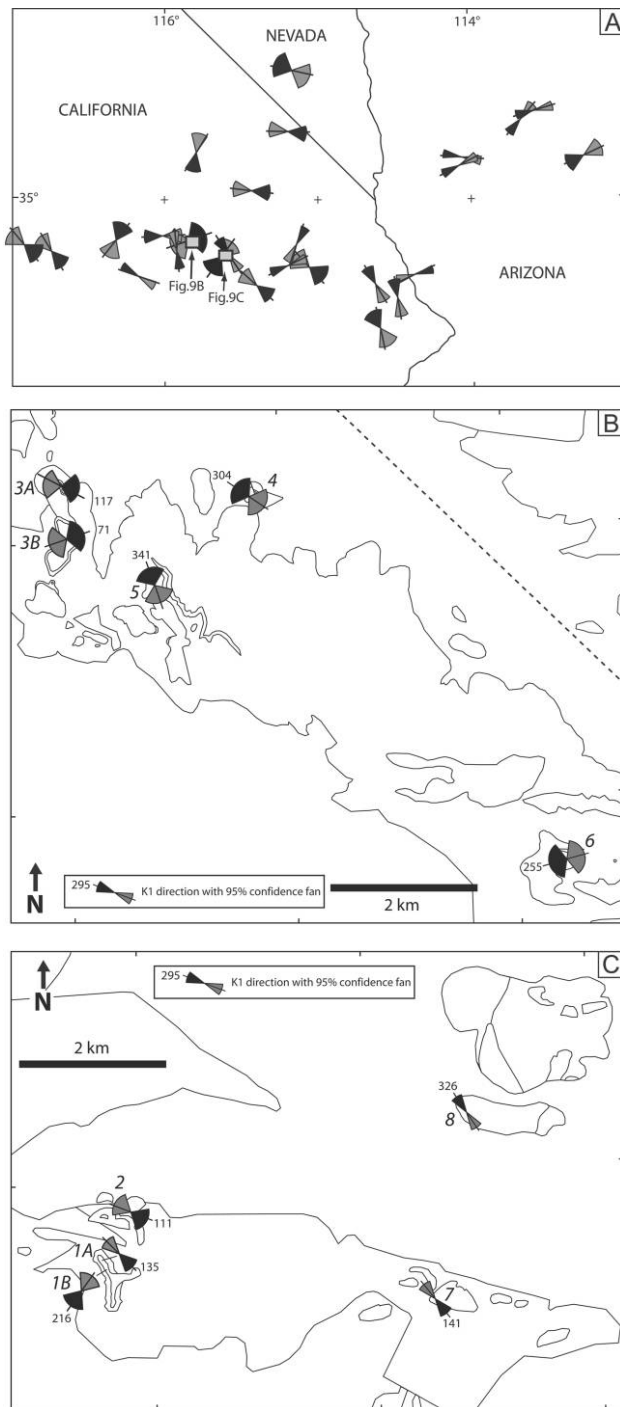 116°
114°
A
NEVADA
CALIFORNIA
35°
ARIZONA
Fig.9B
Fig.9C
B
3A
117
304
4
71
3B
341
5
6
255
N
295
K1 direction with 95% confidence fan
2 km
C
N
295
K1 direction with 95% confidence fan
2 km
326
8
2
111
1A
135
1B
216
7
141